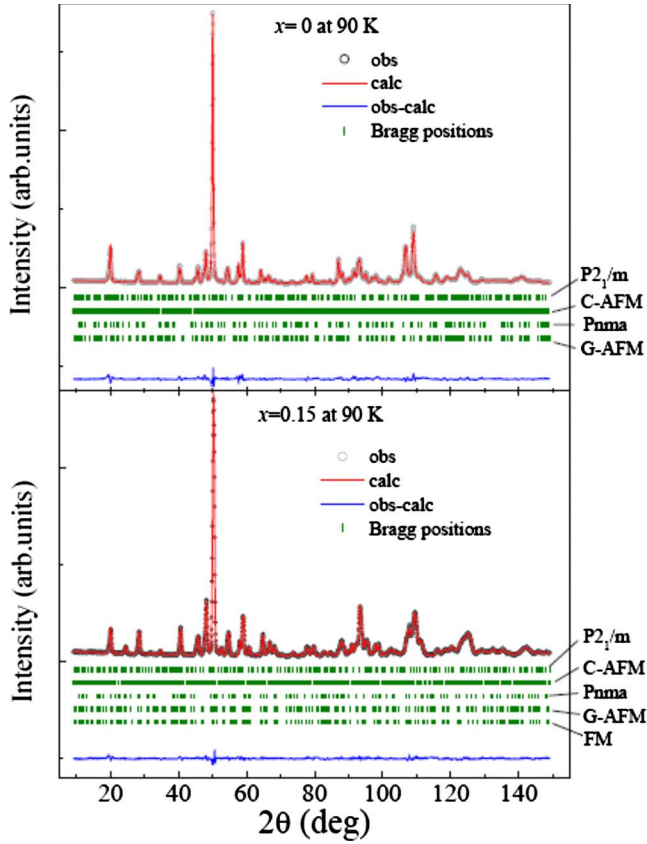 x= 0 at 90 K
obs
calc
obs-calc
Bragg positions
Intensity (arb.units)
P2₁/m
C-AFM
Pnma
G-AFM
x=0.15 at 90 K
obs
calc
obs-calc
Bragg positions
Intensity (arb.units)
P2₁/m
C-AFM
Pnma
G-AFM
FM
20 40 60 80 100 120 140
2θ (deg)